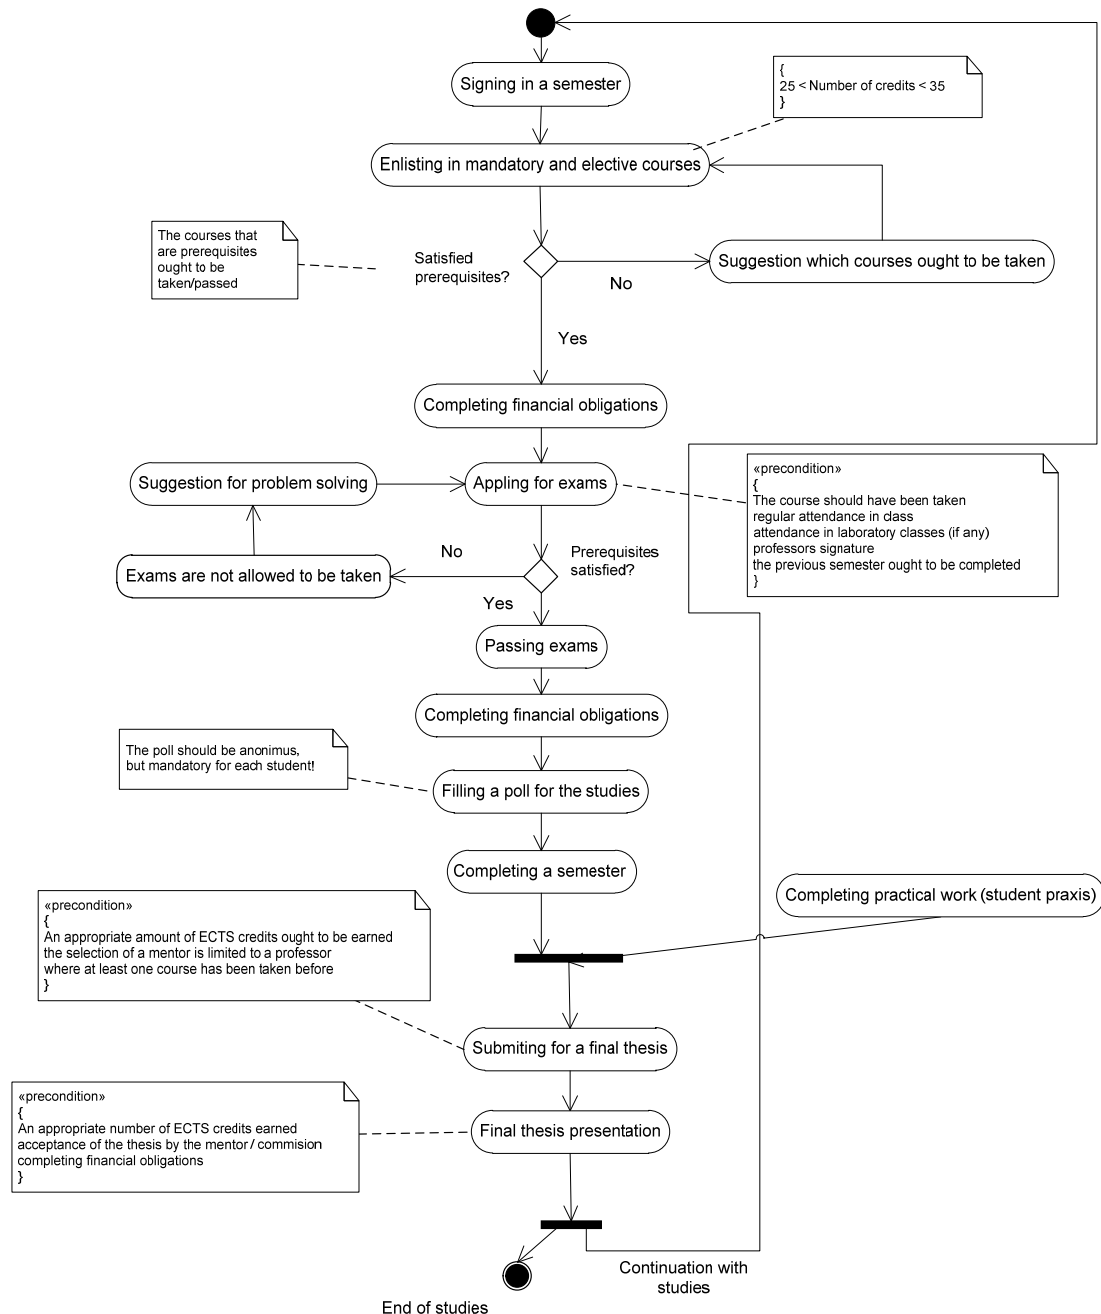 Signing in a semester
{
25 < Number of credits < 35
}
Enlisting in mandatory and elective courses
The courses that
are prerequisites
ought to be
taken/passed
Satisfied
prerequisites?
Suggestion which courses ought to be taken
No
Yes
Completing financial obligations
Suggestion for problem solving
Appling for exams
«precondition»
{
The course should have been taken
regular attendance in class
attendance in laboratory classes (if any)
professors signature
the previous semester ought to be completed
}
No
Prerequisites
satisfied?
Exams are not allowed to be taken
Yes
Passing exams
Completing financial obligations
The poll should be anonimus,
but mandatory for each student!
Filling a poll for the studies
Completing a semester
Completing practical work (student praxis)
«precondition»
{
An appropriate amount of ECTS credits ought to be earned
the selection of a mentor is limited to a professor
where at least one course has been taken before
}
Submiting for a final thesis
«precondition»
{
An appropriate number of ECTS credits earned
acceptance of the thesis by the mentor / commision
completing financial obligations
}
Final thesis presentation
Continuation with
studies
End of studies